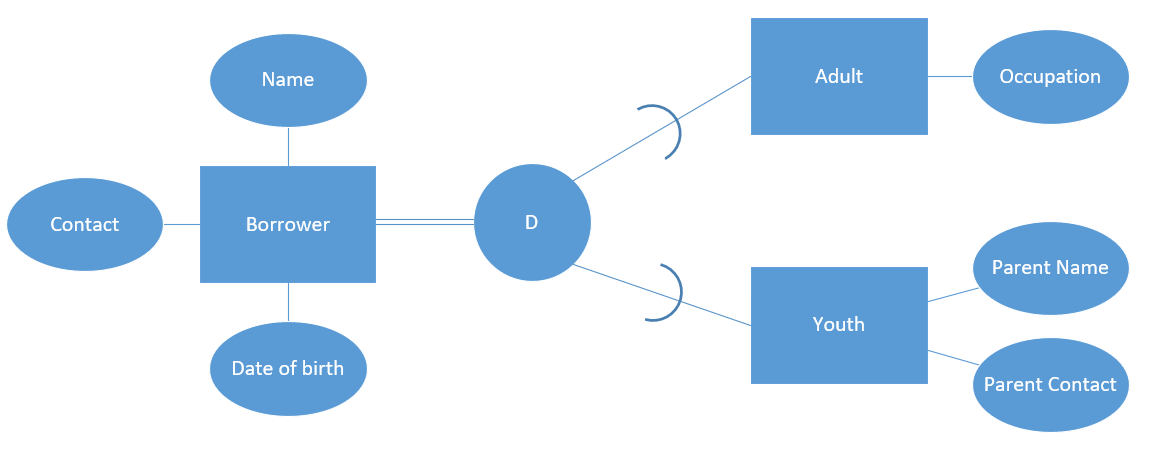 Name
Contact
Borrower
Date of birth
D
Adult
Occupation
Youth
Parent Name
Parent Contact